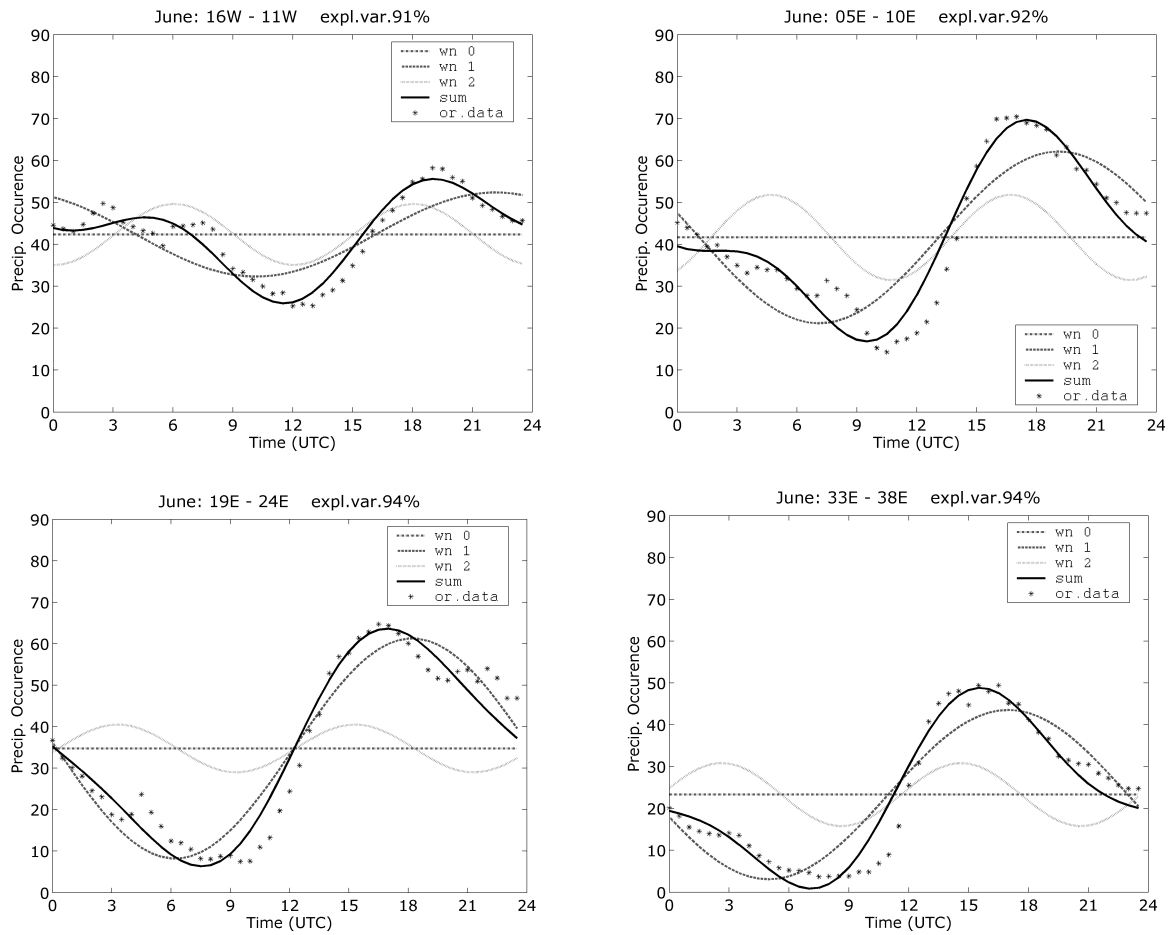 June: 16W - 11W expl.var.91%
90
80
70
60
50
40
30
20
10
0
Precip. Occurence
wn 0
wn 1
wn 2
sum
or.data
0 3 6 9 12 15 18 21 24
Time (UTC)
June: 05E - 10E expl.var.92%
90
80
70
60
50
40
30
20
10
0
Precip. Occurence
wn 0
wn 1
wn 2
sum
or.data
0 3 6 9 12 15 18 21 24
Time (UTC)
June: 19E - 24E expl.var.94%
90
80
70
60
50
40
30
20
10
0
Precip. Occurence
wn 0
wn 1
wn 2
sum
or.data
0 3 6 9 12 15 18 21 24
Time (UTC)
June: 33E - 38E expl.var.94%
90
80
70
60
50
40
30
20
10
0
Precip. Occurence
wn 0
wn 1
wn 2
sum
or.data
0 3 6 9 12 15 18 21 24
Time (UTC)